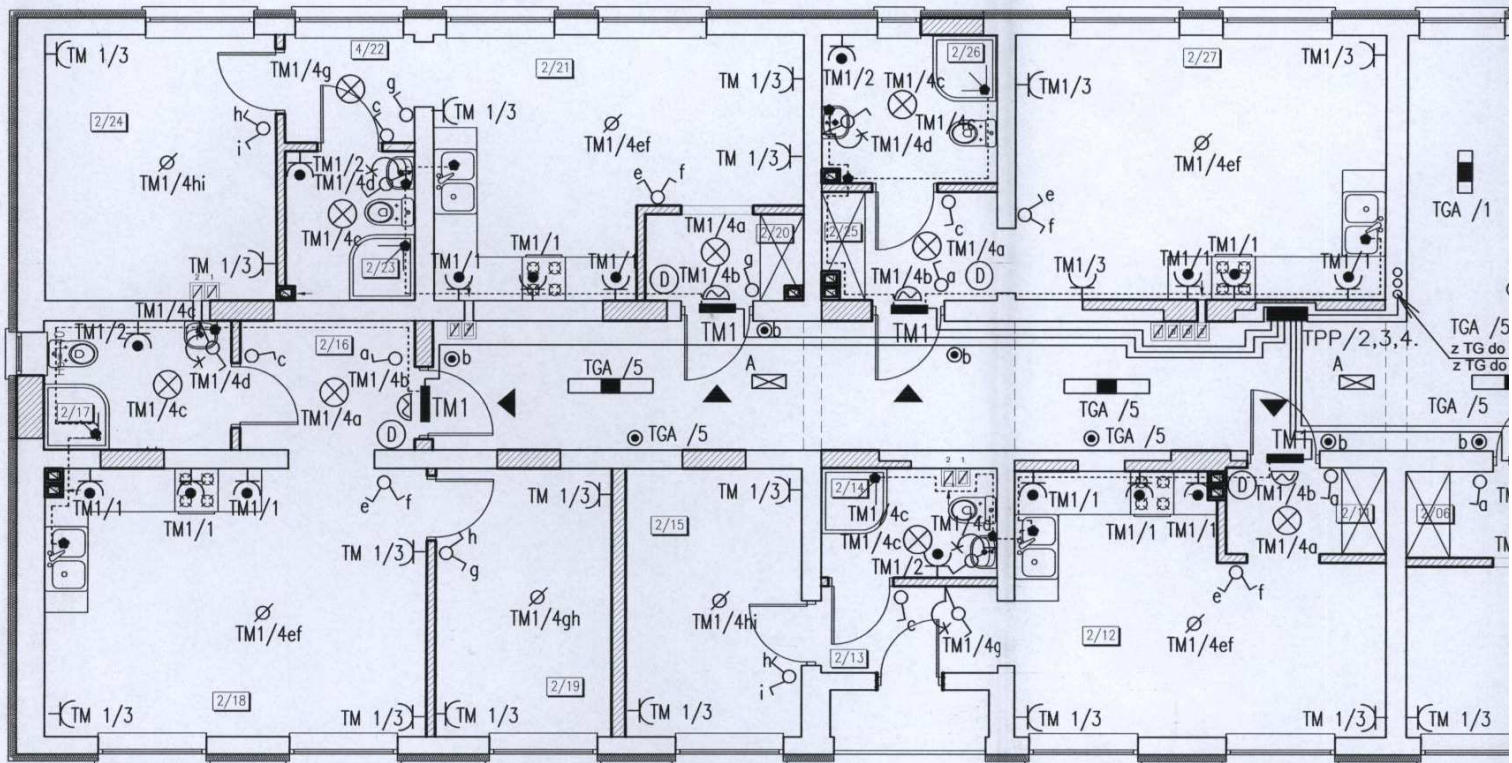 TM 1/3
4/22
TM1/4g
c
g
2/21
TM 1/3
TM 1/3
TM1/2
TM1/4c
2/26
TM1/3
2/27
TM1/3
2/24
h
i
TM1/4hi
TM1/2
TM1/4d
TM1/4c
2/23
TM1/4ef
TM 1/3
e
f
TM1/4c
TM1/4d
TM1/4ef
TGA /1
TM 1/3
2 1
TM1/1
TM1/1
TM1/1
TM1/4a
2/20
TM1/4b
g
D
2/25
c
TM1/4a
TM1/4b
a
D
e
f
TM1/3
TM1/1
TM1/1
TM1/1
TM1/4c
TM1/2
TM1/4d
c
2/16
a
TM1/4b
b
TM1
b
TM1
b
TPP/2,3,4.
TGA /5
z TG do
z TG do
2/17
TM1/4c
TM1/4a
TM1
D
TGA /5
A
TGA /5
A
TGA /5
TGA /5
TGA /5
TM1
b
b
TM1/1
TM1/1
TM1/1
e
f
TM 1/3
2/15
TM 1/3
2/14
2 1
TM1/4c
TM1/4d
TM1/4c
TM1/2
TM1/1
TM1/1
TM1/1
D
TM1/4b
a
2/11
2/06
a
TM1/4a
TM 1/3
h
g
TM1/4ef
TM1/4gh
TM1/4hi
c
TM1/4g
e
f
2/12
TM1/4ef
2/18
2/19
h
i
2/13
TM 1/3
TM 1/3
TM 1/3
TM 1/3
TM 1/3
TM 1/3
TM 1/3